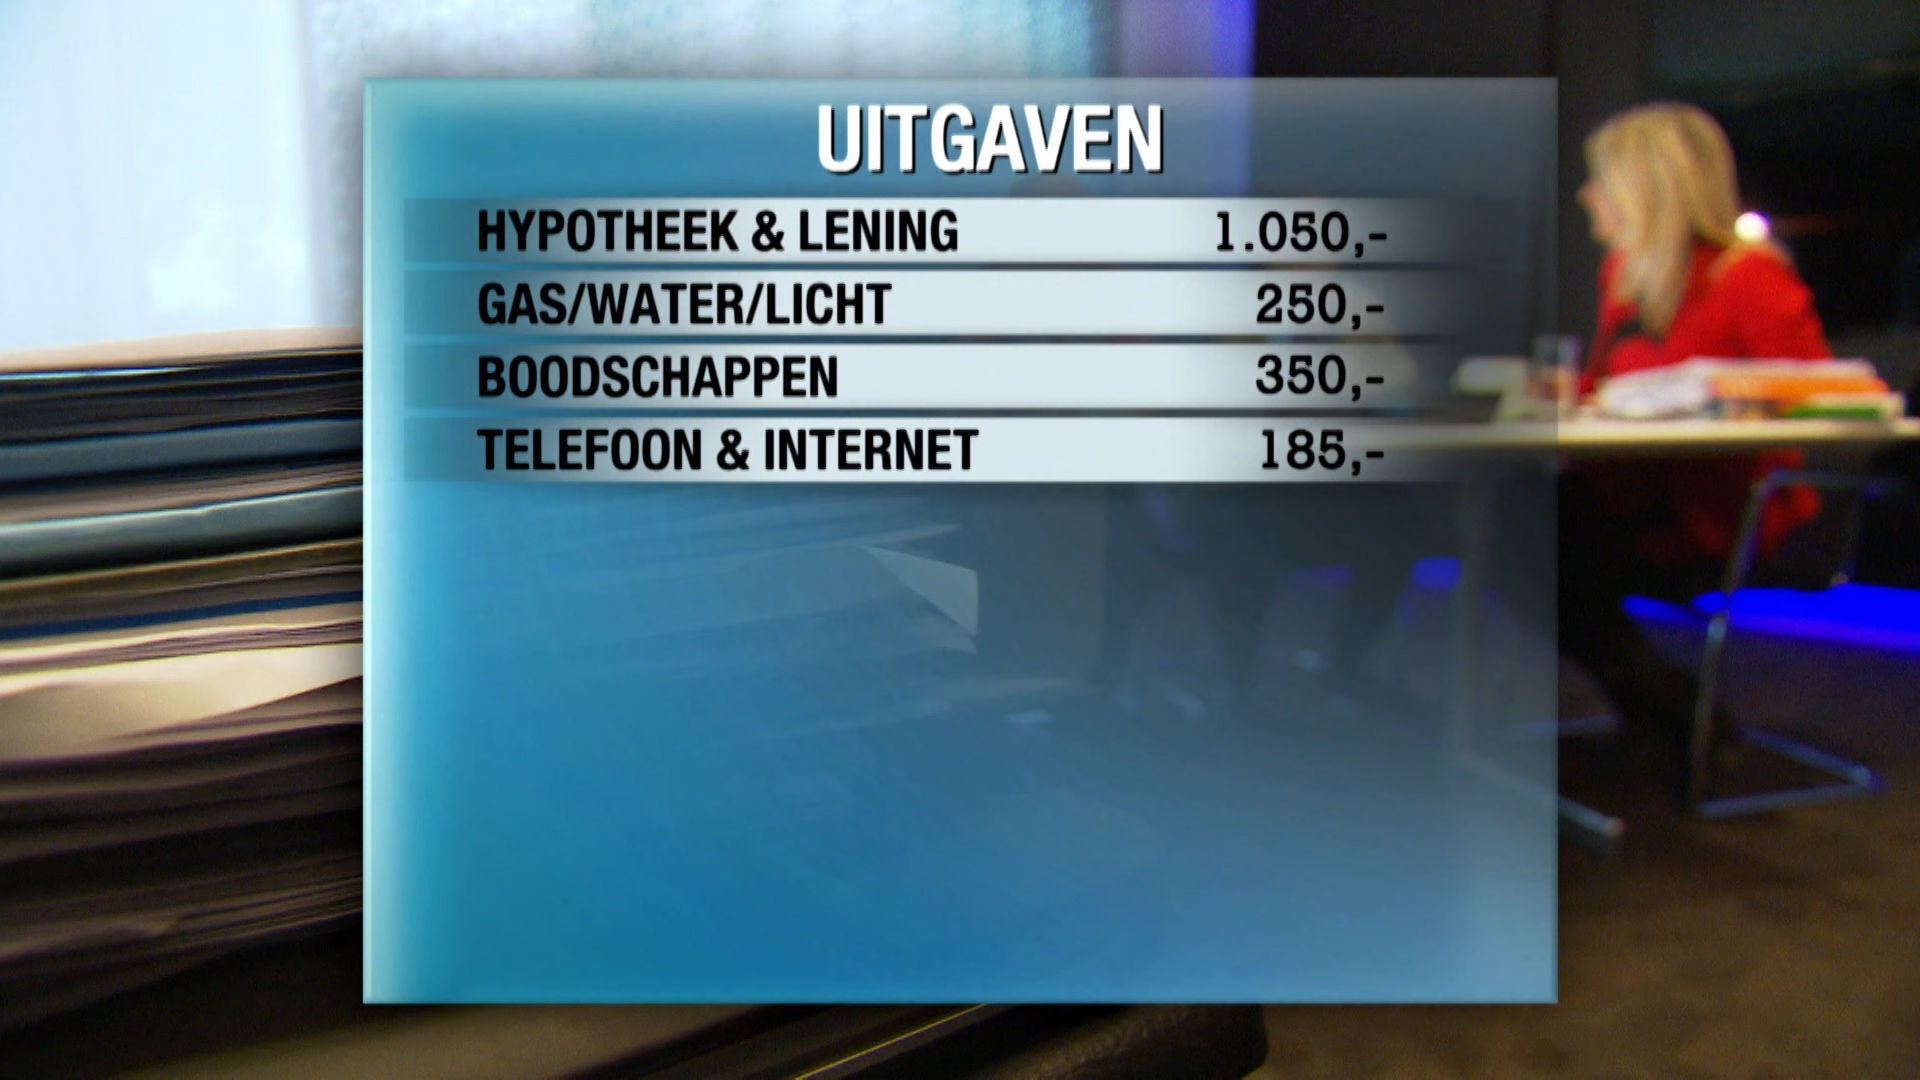 UITGAVEN
HYPOTHEEK & LENING 1.050,-
GAS/WATER/LICHT 250,-
BOODSCHAPPEN 350,-
TELEFOON & INTERNET 185,-